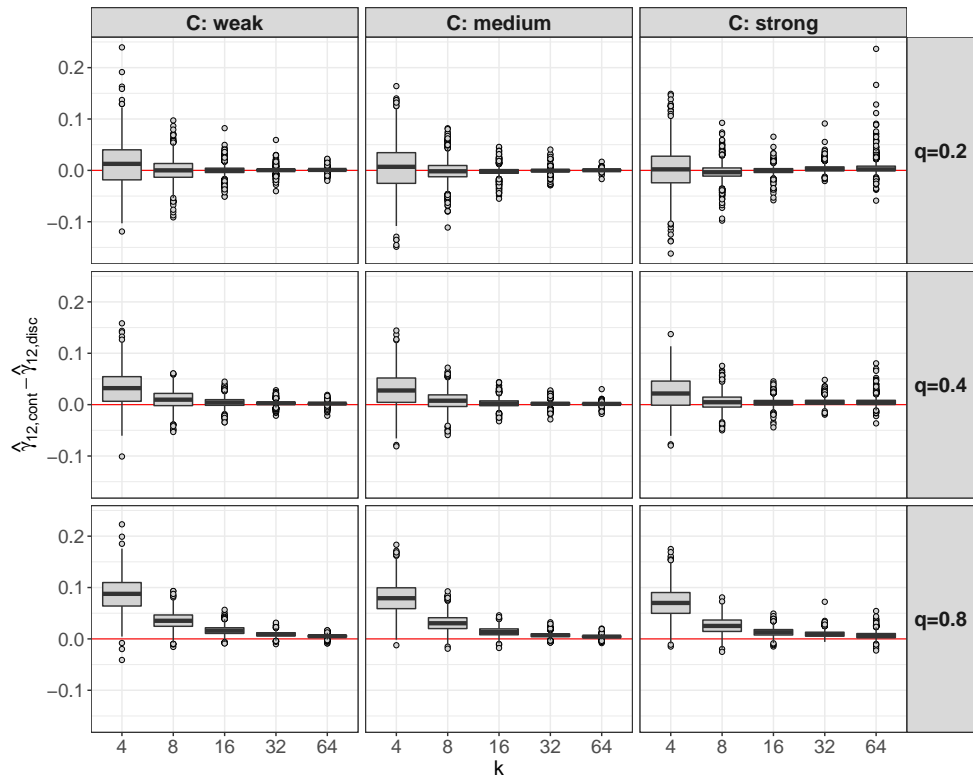 C: weak C: medium C: strong
0.2
0.1
0.0
−0.1
q=0.2
0.2
0.1
0.0
−0.1
q=0.4
0.2
0.1
0.0
−0.1
q=0.8
γ̂12,cont − γ̂12,disc
4 8 16 32 64 4 8 16 32 64 4 8 16 32 64
k